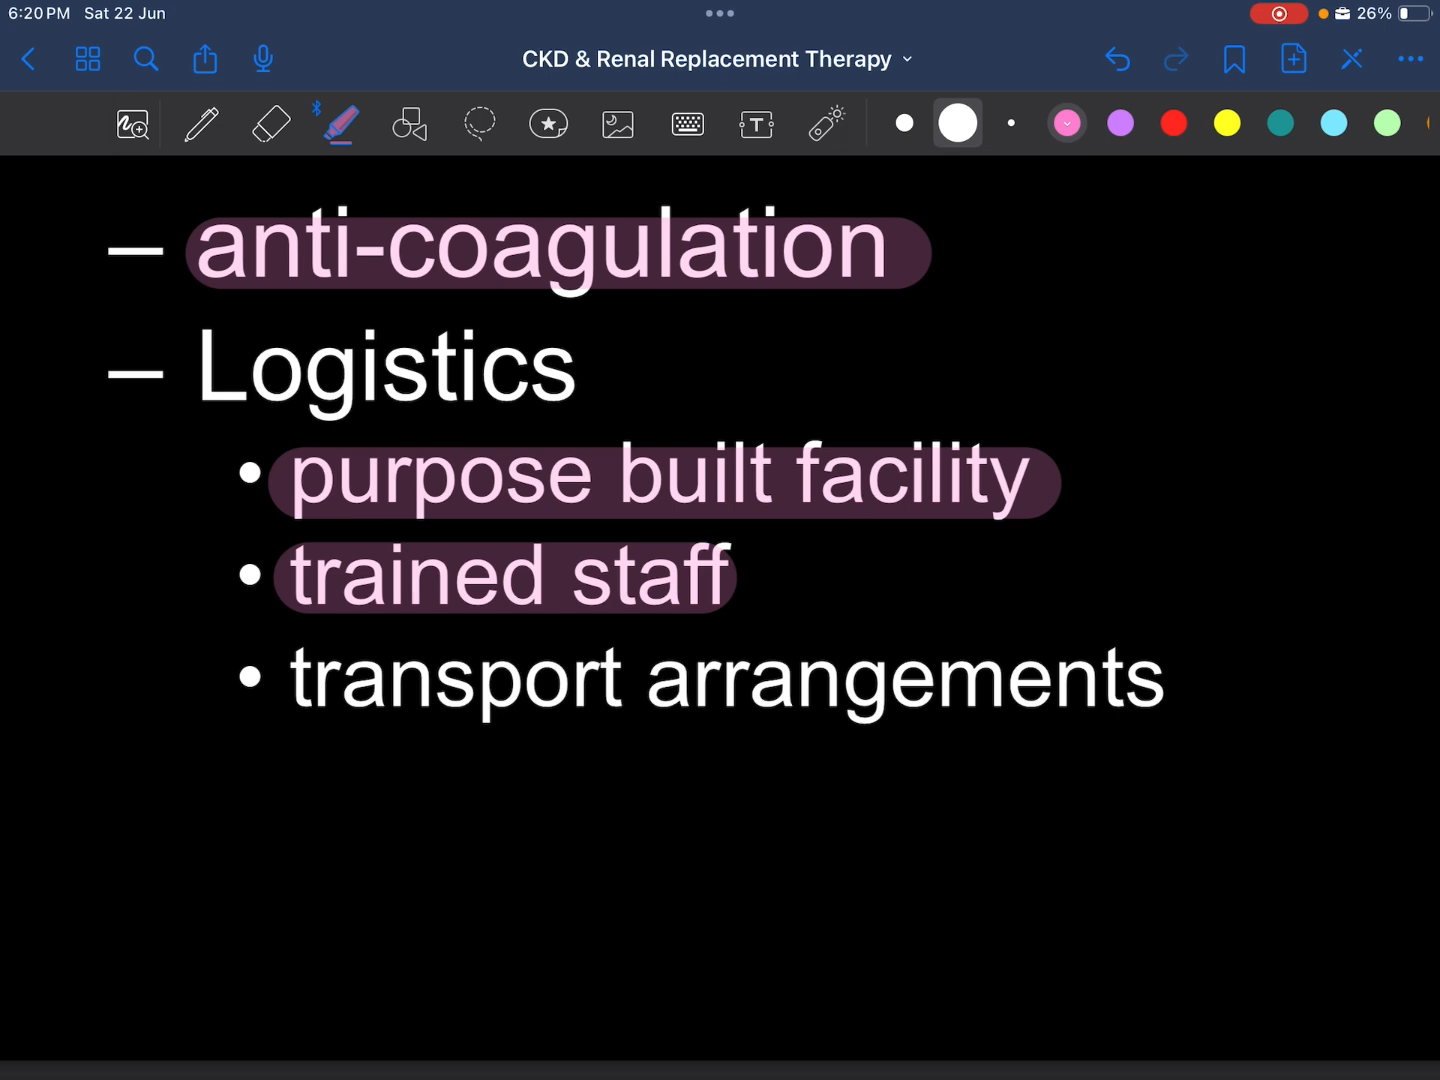 6:20 PM Sat 22 Jun
26%
CKD & Renal Replacement Therapy
T
– anti-coagulation
– Logistics
• purpose built facility
• trained staff
• transport arrangements